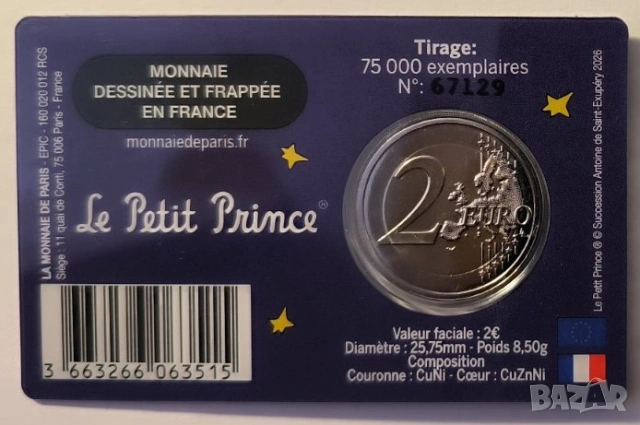 LA MONNAIE DE PARIS - EPIC - 160 020 012 RCS
Siège : 11 quai de Conti, 75 006 Paris - France
MONNAIE
DESSINÉE ET FRAPPÉE
EN FRANCE
monnaiedeparis.fr
Le Petit Prince®
3 663266 063515
Tirage:
75 000 exemplaires
N°: 67129
2 EURO
Valeur faciale : 2€
Diamètre : 25,75mm - Poids 8,50g
Composition
Couronne : CuNi - Cœur : CuZnNi
Le Petit Prince ® © Succession Antoine de Saint-Exupéry 2026
BAZAR